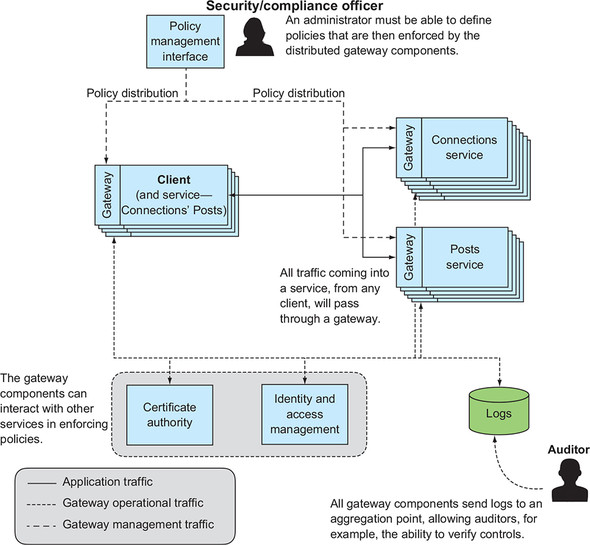 Security/compliance officer
Policy
management
interface
An administrator must be able to define
policies that are then enforced by the
distributed gateway components.
Policy distribution
Policy distribution
Gateway
Client
(and service—
Connections' Posts)
Gateway
Connections
service
Gateway
Posts
service
All traffic coming into
a service, from any
client, will pass
through a gateway.
The gateway
components can
interact with other
services in enforcing
policies.
Certificate
authority
Identity and
access
management
Logs
Auditor
Application traffic
Gateway operational traffic
Gateway management traffic
All gateway components send logs to an
aggregation point, allowing auditors, for
example, the ability to verify controls.